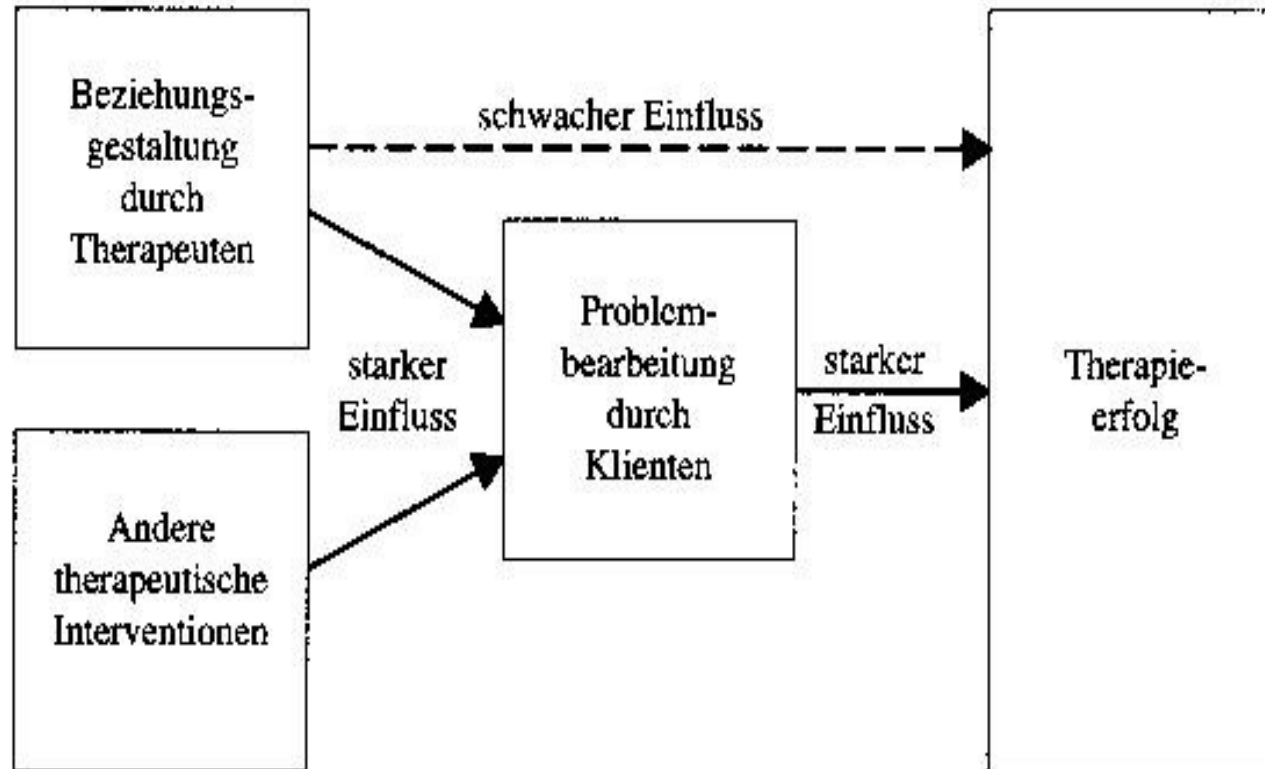 Beziehungs-
gestaltung
durch
Therapeuten
schwacher Einfluss
starker
Einfluss
Problem-
bearbeitung
durch
Klienten
starker
Einfluss
Therapie-
erfolg
Andere
therapeutische
Interventionen